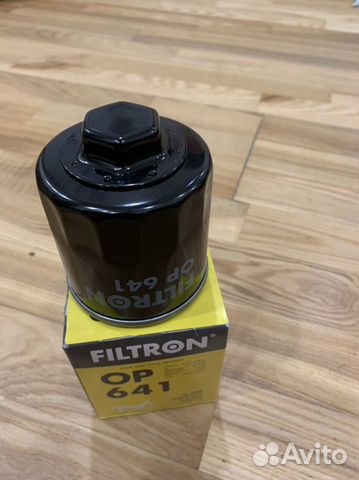 FILTRON
OP 641
FILTRON
OP
641
Avito